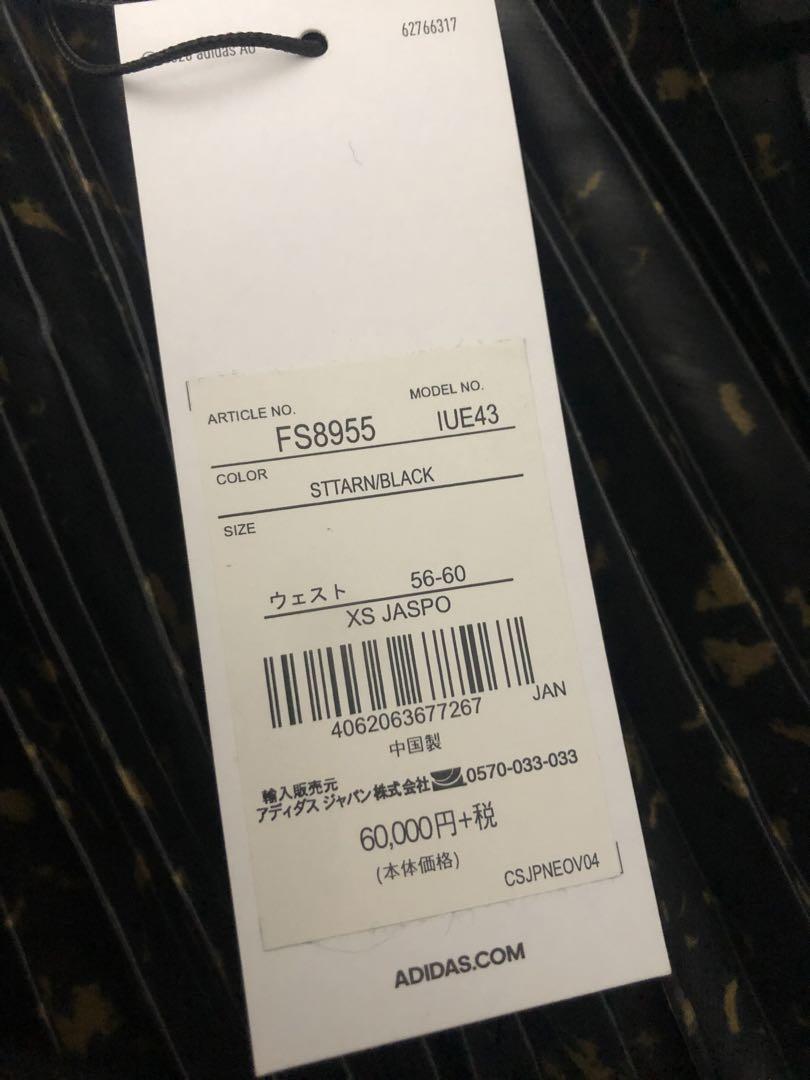 adidas AG
62766317
ARTICLE NO.
MODEL NO.
FS8955
IUE43
COLOR
STTARN/BLACK
SIZE
ウェスト 56-60
XS JASPO
4062063677267
JAN
中国製
輸入販売元
アディダス ジャパン株式会社 0570-033-033
60,000円+税
(本体価格)
CSJPNEOV04
ADIDAS.COM